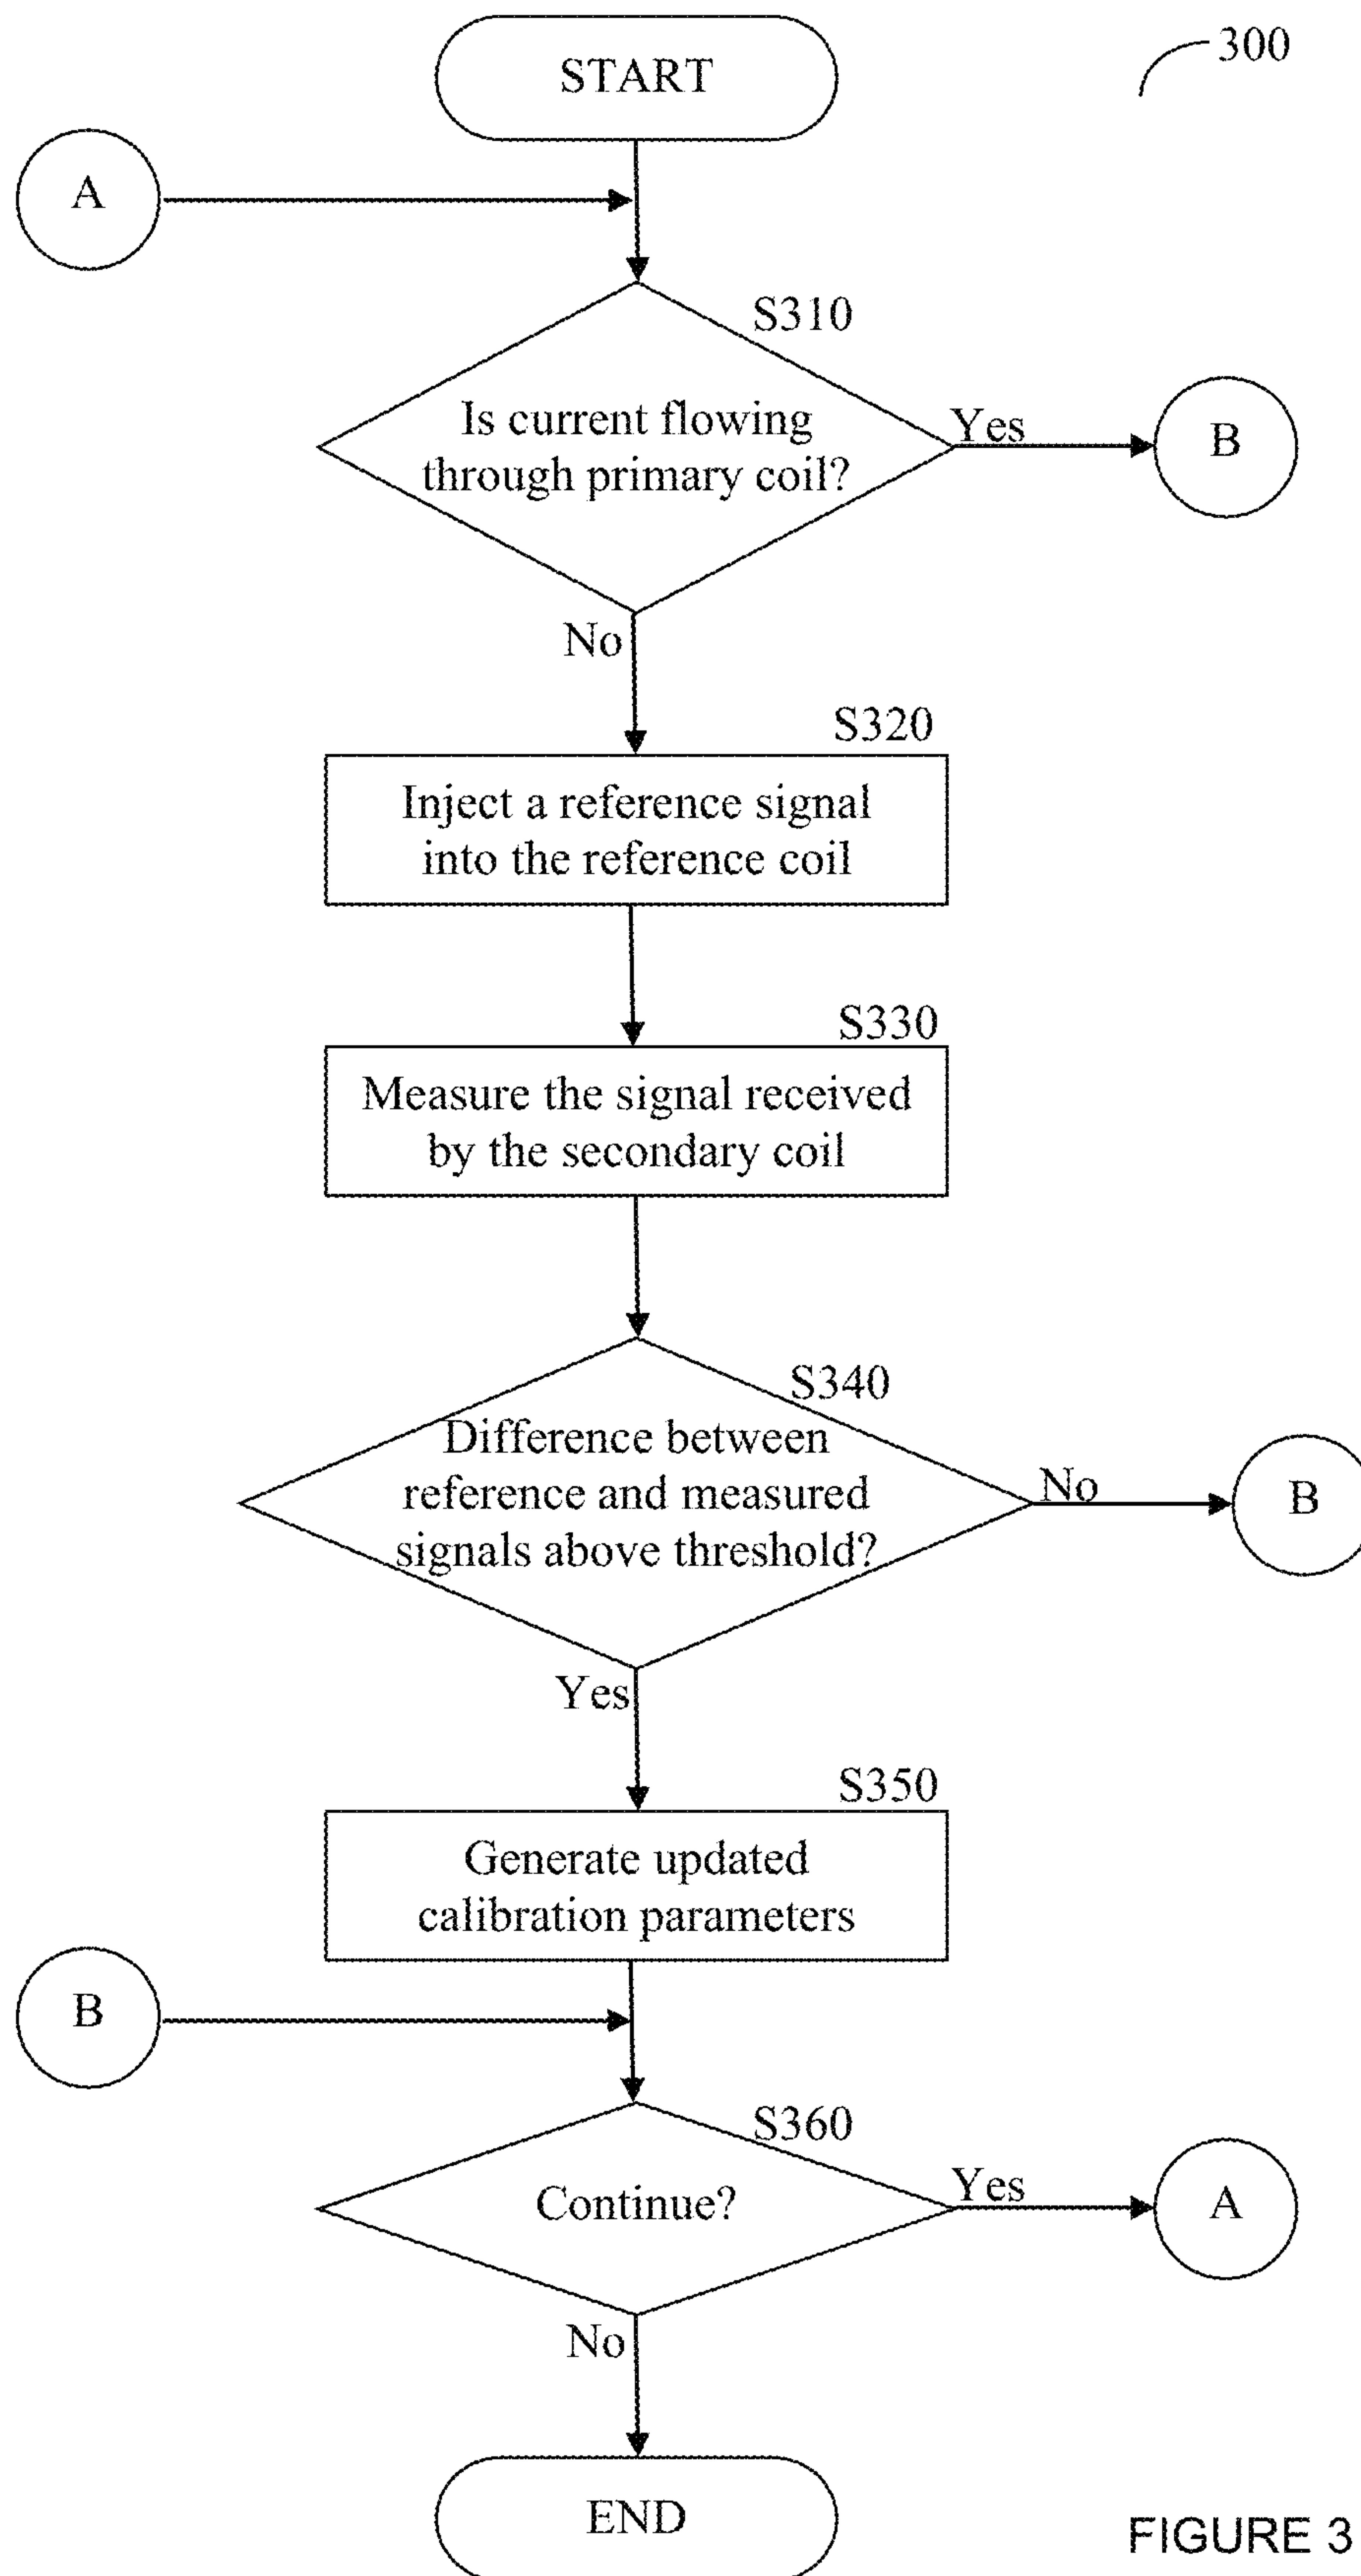 START
300
A
S310
Is current flowing
through primary coil?
Yes
B
No
S320
Inject a reference signal
into the reference coil
S330
Measure the signal received
by the secondary coil
S340
Difference between
reference and measured
signals above threshold?
No
B
Yes
S350
Generate updated
calibration parameters
B
S360
Continue?
Yes
A
No
END
FIGURE 3